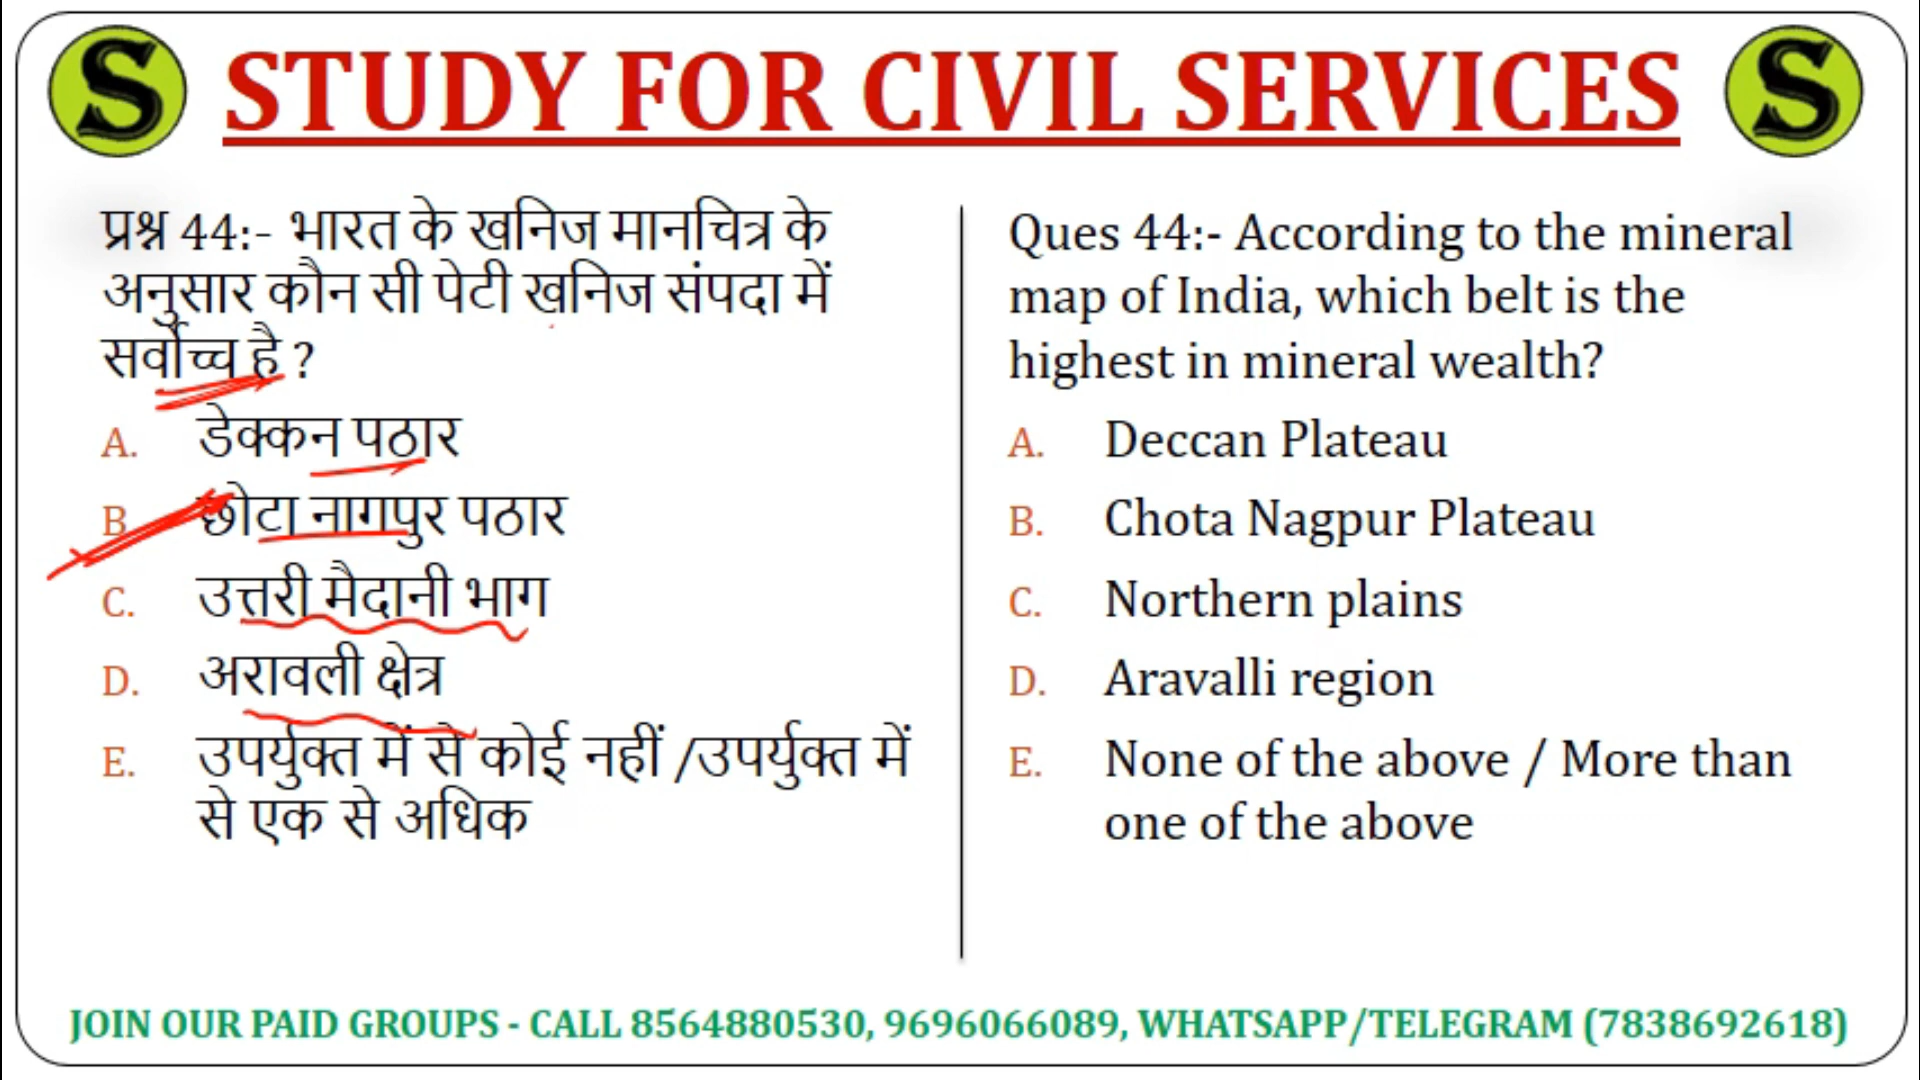 S STUDY FOR CIVIL SERVICES S
प्रश्न 44:- भारत के खनिज मानचित्र के
अनुसार कौन सी पेटी खनिज संपदा में
सर्वोच्च है ?
A. डेक्कन पठार
B. छोटा नागपुर पठार
C. उत्तरी मैदानी भाग
D. अरावली क्षेत्र
E. उपर्युक्त में से कोई नहीं /उपर्युक्त में
से एक से अधिक
Ques 44:- According to the mineral
map of India, which belt is the
highest in mineral wealth?
A. Deccan Plateau
B. Chota Nagpur Plateau
C. Northern plains
D. Aravalli region
E. None of the above / More than
one of the above
JOIN OUR PAID GROUPS - CALL 8564880530, 9696066089, WHATSAPP/TELEGRAM (7838692618)